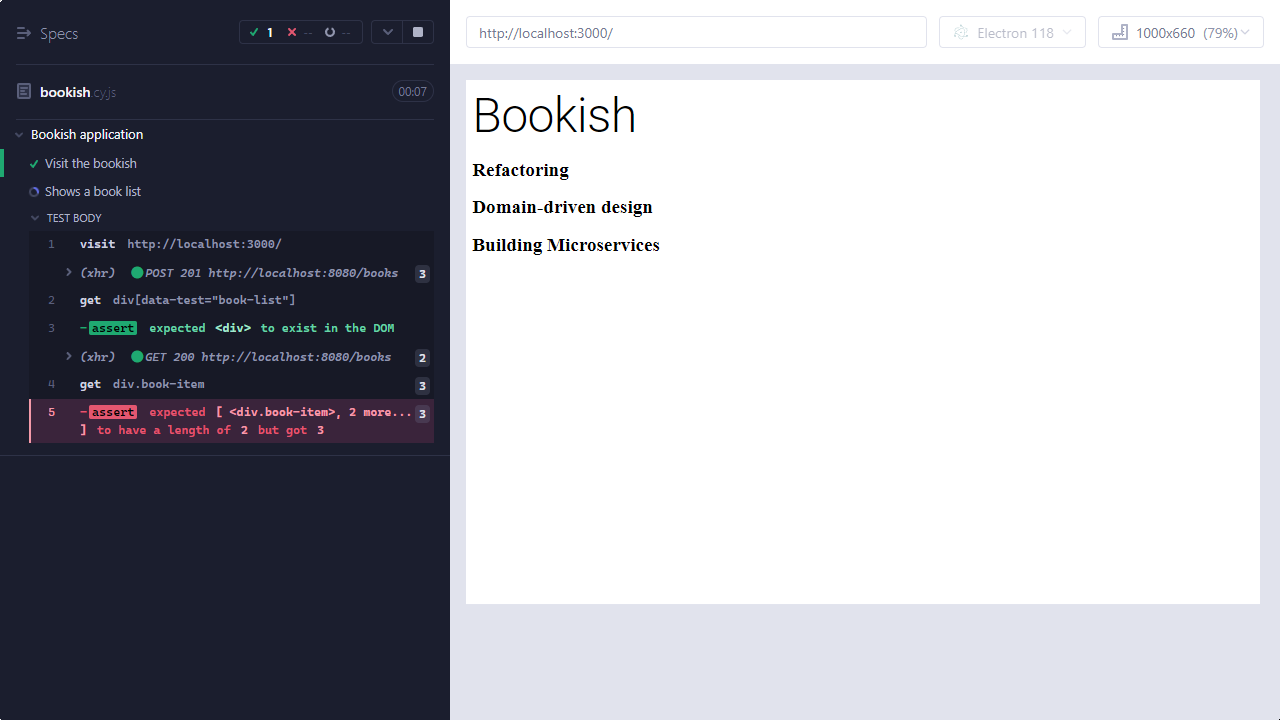 Specs
1 -- --
bookish.cy.js 00:07
Bookish application
Visit the bookish
Shows a book list
TEST BODY
1 visit http://localhost:3000/
(xhr) POST 201 http://localhost:8080/books 3
2 get div[data-test="book-list"]
3 -assert expected <div> to exist in the DOM
(xhr) GET 200 http://localhost:8080/books 2
4 get div.book-item 3
5 -assert expected [ <div.book-item>, 2 more... 3
] to have a length of 2 but got 3
http://localhost:3000/
Electron 118
1000x660 (79%)
Bookish
Refactoring
Domain-driven design
Building Microservices